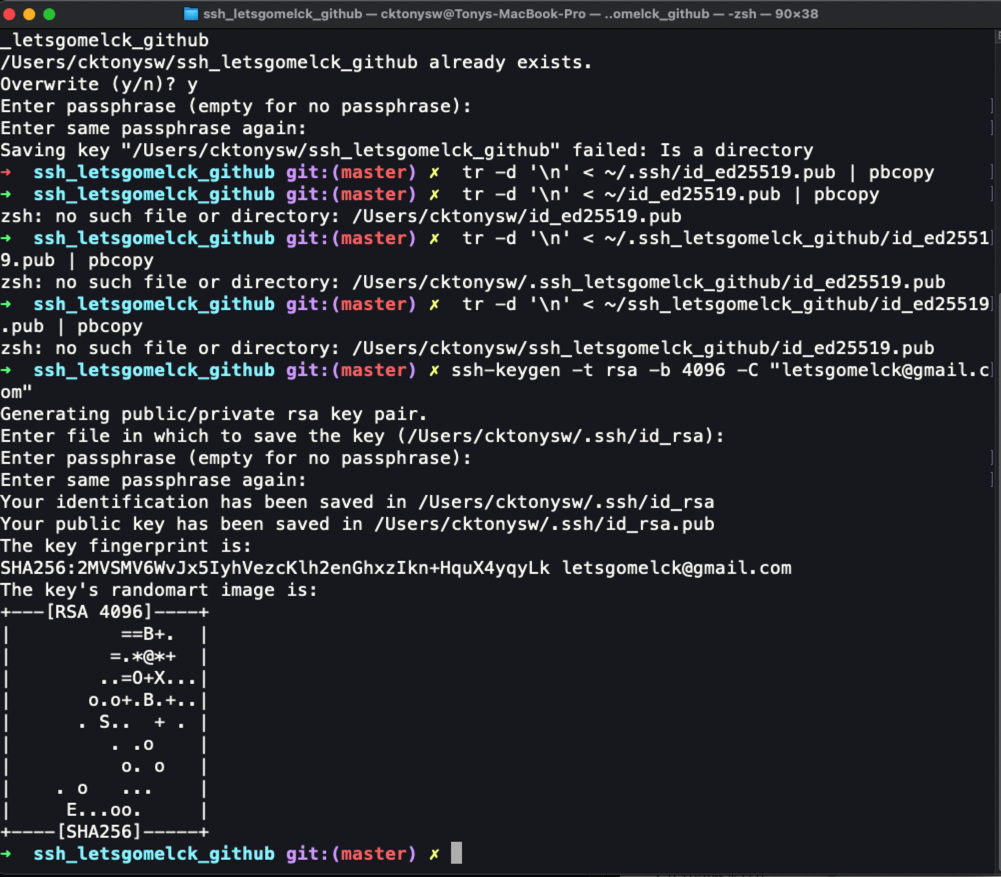 ssh_letsgomelck_github — cktonysw@Tonys-MacBook-Pro — ..omelck_github — -zsh — 90×38
_letsgomelck_github
/Users/cktonysw/ssh_letsgomelck_github already exists.
Overwrite (y/n)? y
Enter passphrase (empty for no passphrase):
Enter same passphrase again:
Saving key "/Users/cktonysw/ssh_letsgomelck_github" failed: Is a directory
➜  ssh_letsgomelck_github git:(master) ✗  tr -d '\n' < ~/.ssh/id_ed25519.pub | pbcopy
➜  ssh_letsgomelck_github git:(master) ✗  tr -d '\n' < ~/id_ed25519.pub | pbcopy
zsh: no such file or directory: /Users/cktonysw/id_ed25519.pub
➜  ssh_letsgomelck_github git:(master) ✗  tr -d '\n' < ~/.ssh_letsgomelck_github/id_ed2551
9.pub | pbcopy
zsh: no such file or directory: /Users/cktonysw/.ssh_letsgomelck_github/id_ed25519.pub
➜  ssh_letsgomelck_github git:(master) ✗  tr -d '\n' < ~/ssh_letsgomelck_github/id_ed25519
.pub | pbcopy
zsh: no such file or directory: /Users/cktonysw/ssh_letsgomelck_github/id_ed25519.pub
➜  ssh_letsgomelck_github git:(master) ✗ ssh-keygen -t rsa -b 4096 -C "letsgomelck@gmail.c
om"
Generating public/private rsa key pair.
Enter file in which to save the key (/Users/cktonysw/.ssh/id_rsa):
Enter passphrase (empty for no passphrase):
Enter same passphrase again:
Your identification has been saved in /Users/cktonysw/.ssh/id_rsa
Your public key has been saved in /Users/cktonysw/.ssh/id_rsa.pub
The key fingerprint is:
SHA256:2MVSMV6WvJx5IyhVezcKlh2enGhxzIkn+HquX4yqyLk letsgomelck@gmail.com
The key's randomart image is:
+---[RSA 4096]----+
|          ==B+.  |
|         =.*@*+  |
|        ..=O+X...|
|       o.o+.B.+..|
|      . S..  + . |
|         . .o    |
|          o. o   |
|    . o   ...    |
|     E...oo.     |
+----[SHA256]-----+
➜  ssh_letsgomelck_github git:(master) ✗